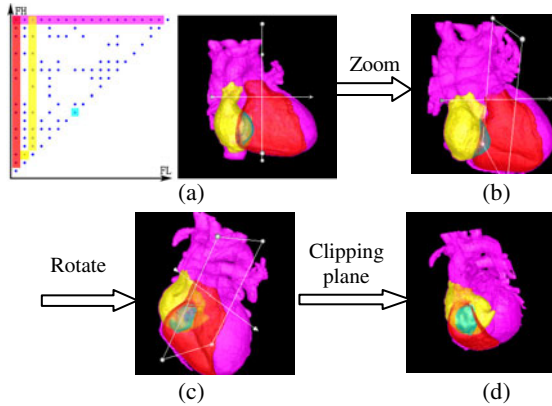 FH
FL
Zoom
(a)
(b)
Rotate
Clipping
plane
(c)
(d)